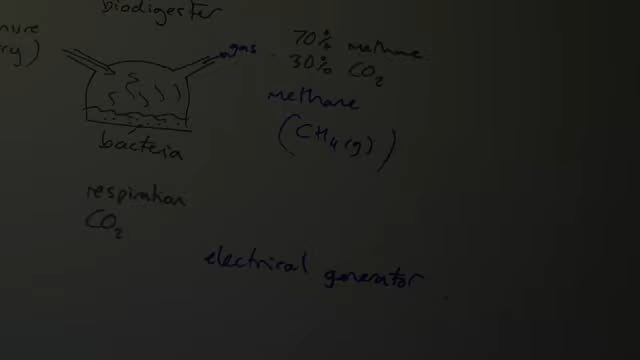 biodigester
gas
70% methane
30% CO2
methane
(CH4(g))
bacteria
respiration
CO2
electrical generator